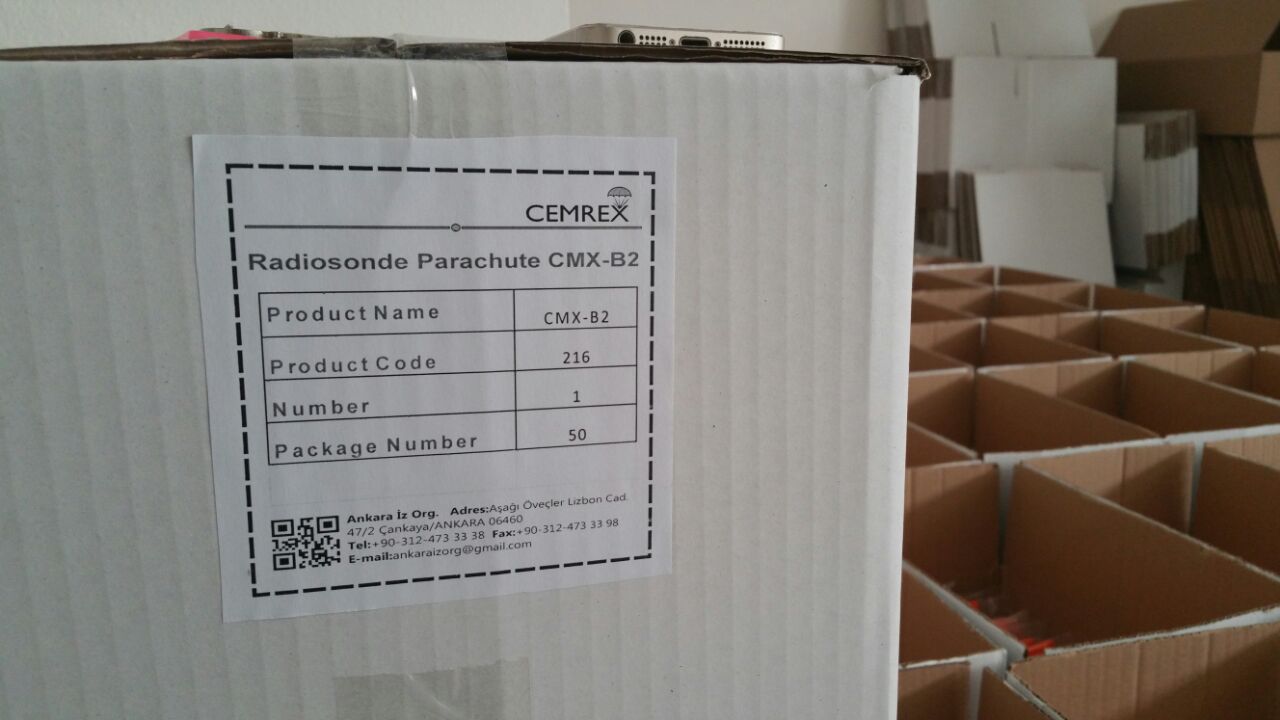 CEMREX
Radiosonde Parachute CMX-B2
Product Name CMX-B2
Product Code 216
Number 1
Package Number 50
Ankara İz Org. Adres:Aşağı Öveçler Lizbon Cad.
47/2 Çankaya/ANKARA 06460
Tel:+90-312-473 33 38 Fax:+90-312-473 33 98
E-mail:ankaraizorg@gmail.com